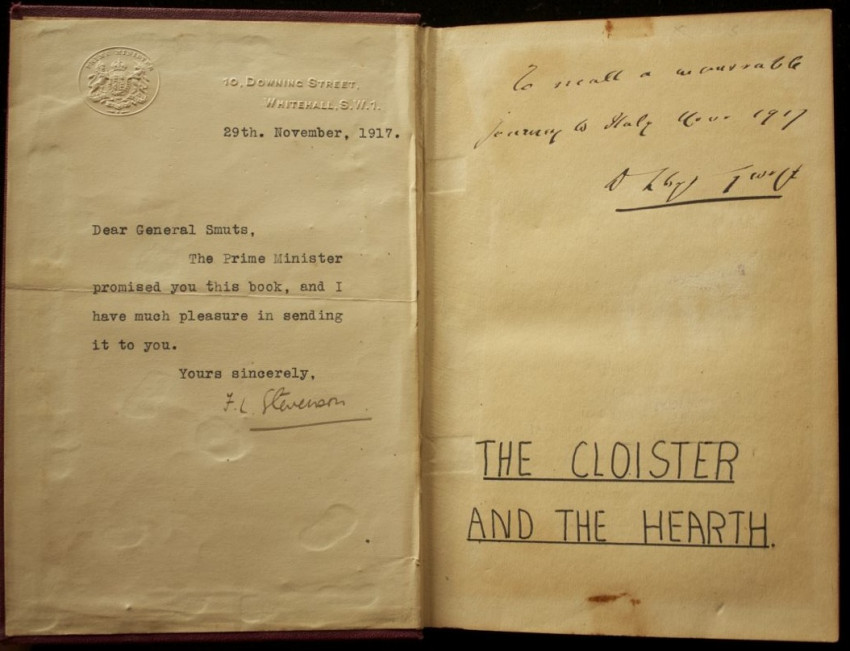 PRIME MINISTER
10, DOWNING STREET,
WHITEHALL, S.W.1.
29th. November, 1917.
Dear General Smuts,
The Prime Minister
promised you this book, and I
have much pleasure in sending
it to you.
Yours sincerely,
F. L. Stevenson
To recall a memorable
journey to Italy Nov. 1917
D Lloyd George
THE CLOISTER
AND THE HEARTH.